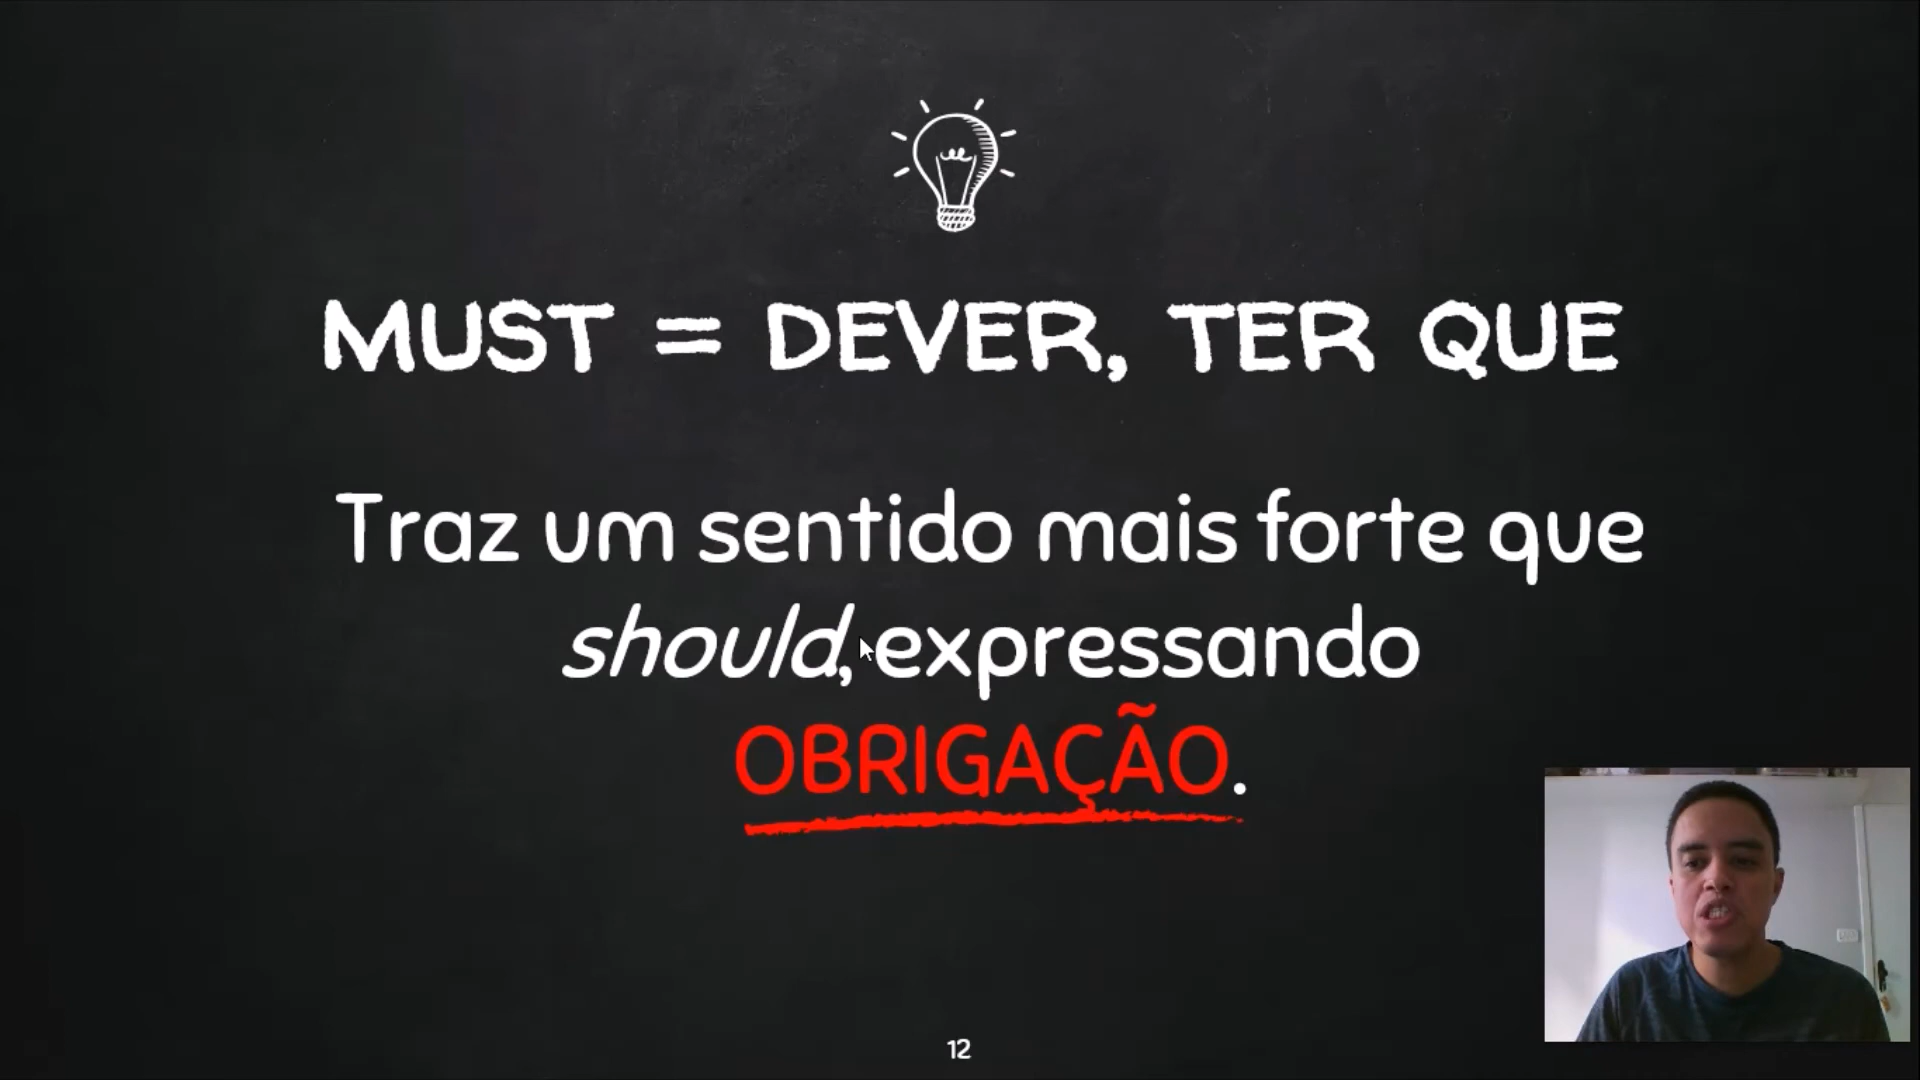 MUST = DEVER, TER QUE
Traz um sentido mais forte que
should, expressando
OBRIGAÇÃO.
12